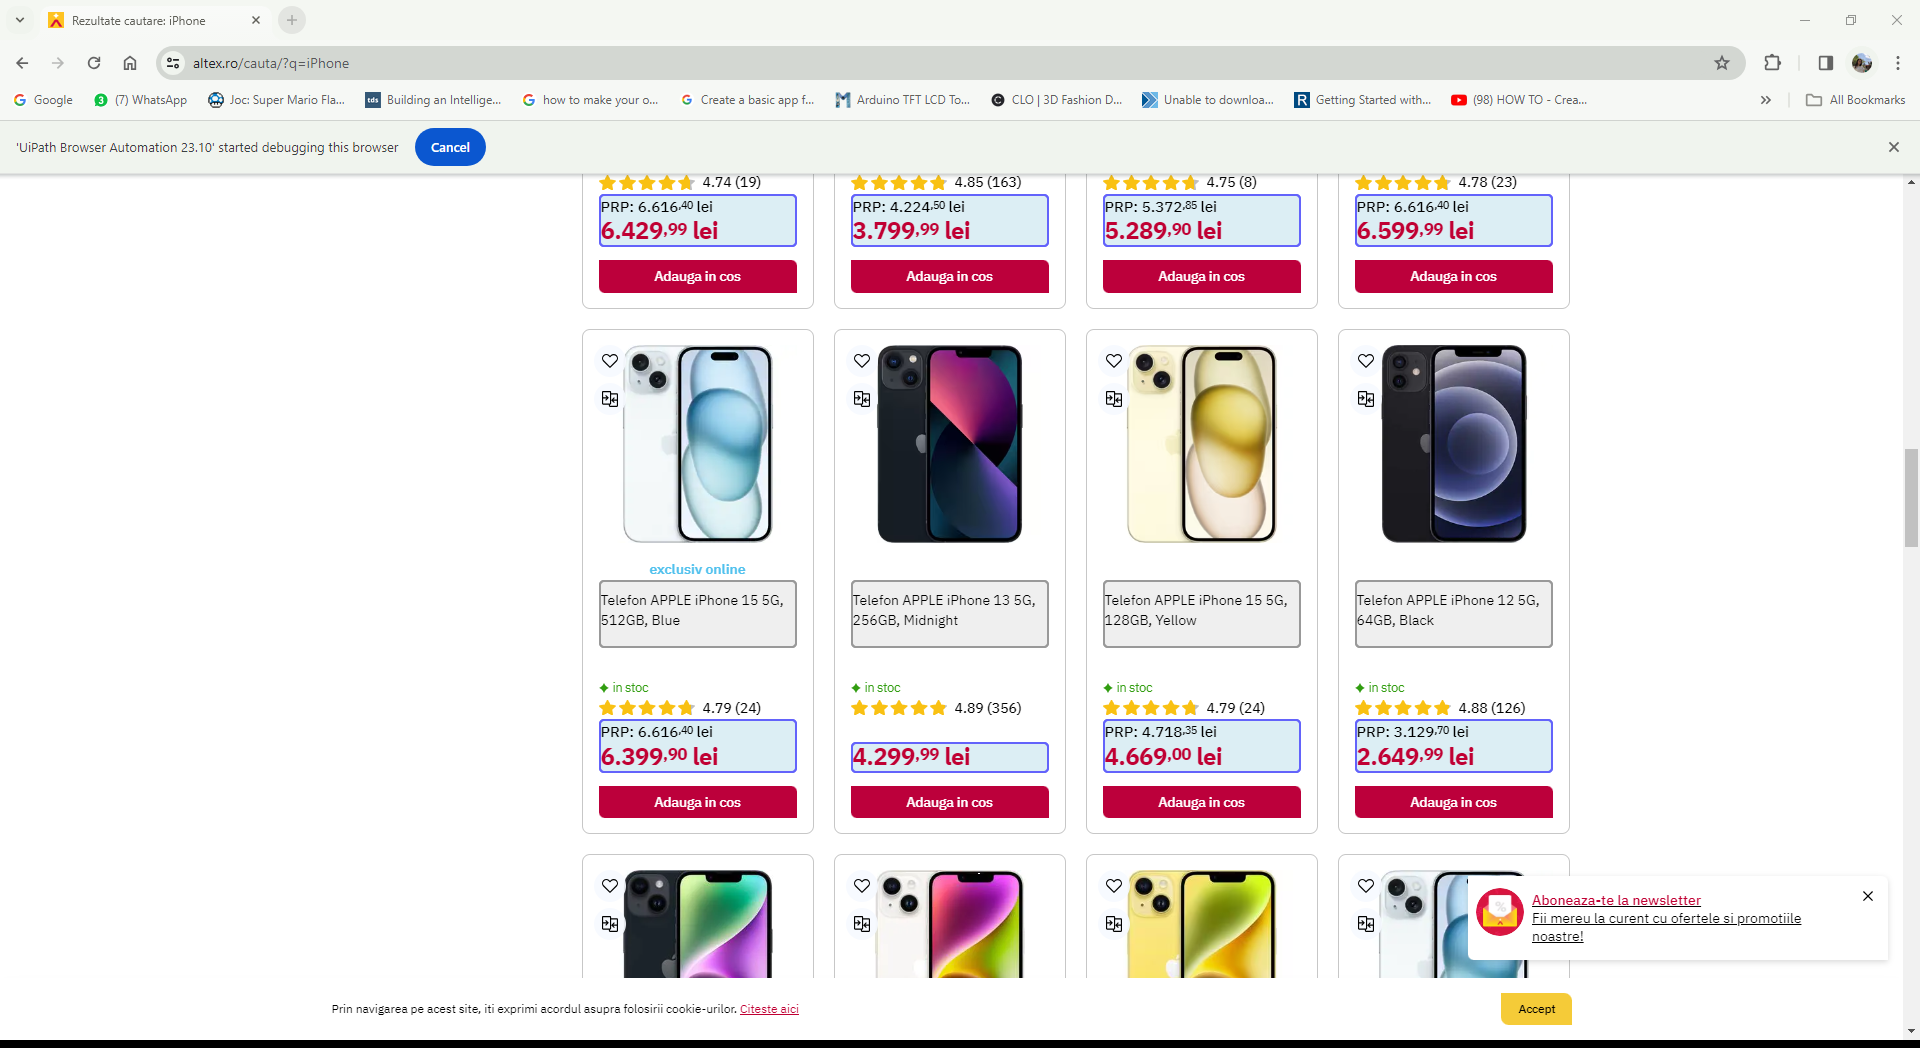 Rezultate cautare: iPhone
altex.ro/cauta/?q=iPhone
Google
(7) WhatsApp
Joc: Super Mario Fla...
Building an Intellige...
how to make your o...
Create a basic app f...
Arduino TFT LCD To...
CLO | 3D Fashion D...
Unable to downloa...
Getting Started with...
(98) HOW TO - Crea...
All Bookmarks
'UiPath Browser Automation 23.10' started debugging this browser
Cancel
4.74 (19)
PRP: 6.616,40 lei
6.429,99 lei
Adauga in cos
4.85 (163)
PRP: 4.224,50 lei
3.799,99 lei
Adauga in cos
4.75 (8)
PRP: 5.372,85 lei
5.289,90 lei
Adauga in cos
4.78 (23)
PRP: 6.616,40 lei
6.599,99 lei
Adauga in cos
exclusiv online
Telefon APPLE iPhone 15 5G,
512GB, Blue
in stoc
4.79 (24)
PRP: 6.616,40 lei
6.399,90 lei
Adauga in cos
Telefon APPLE iPhone 13 5G,
256GB, Midnight
in stoc
4.89 (356)
4.299,99 lei
Adauga in cos
Telefon APPLE iPhone 15 5G,
128GB, Yellow
in stoc
4.79 (24)
PRP: 4.718,35 lei
4.669,00 lei
Adauga in cos
Telefon APPLE iPhone 12 5G,
64GB, Black
in stoc
4.88 (126)
PRP: 3.129,70 lei
2.649,99 lei
Adauga in cos
Aboneaza-te la newsletter
Fii mereu la curent cu ofertele si promotiile
noastre!
Prin navigarea pe acest site, iti exprimi acordul asupra folosirii cookie-urilor. Citeste aici
Accept